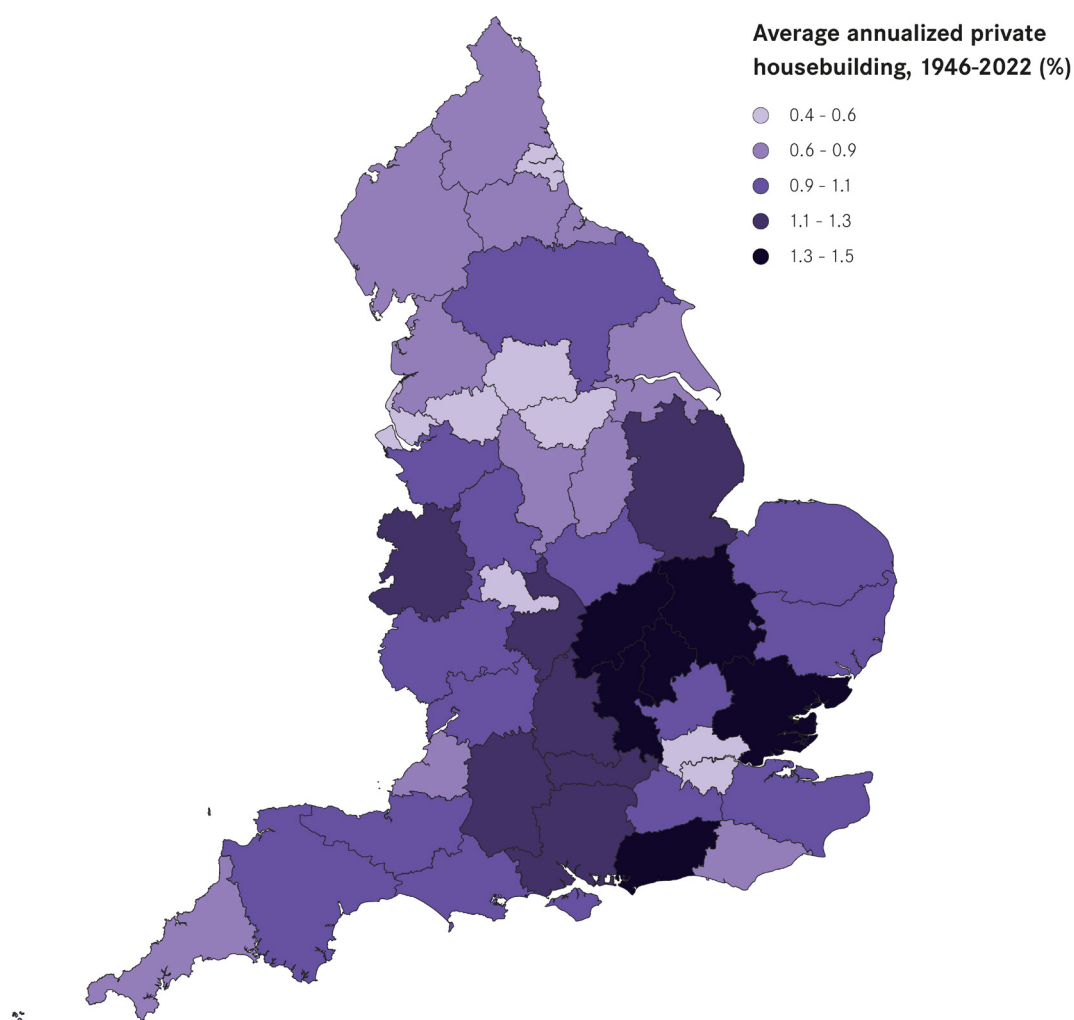 Average annualized private
housebuilding, 1946-2022 (%)
0.4 - 0.6
0.6 - 0.9
0.9 - 1.1
1.1 - 1.3
1.3 - 1.5